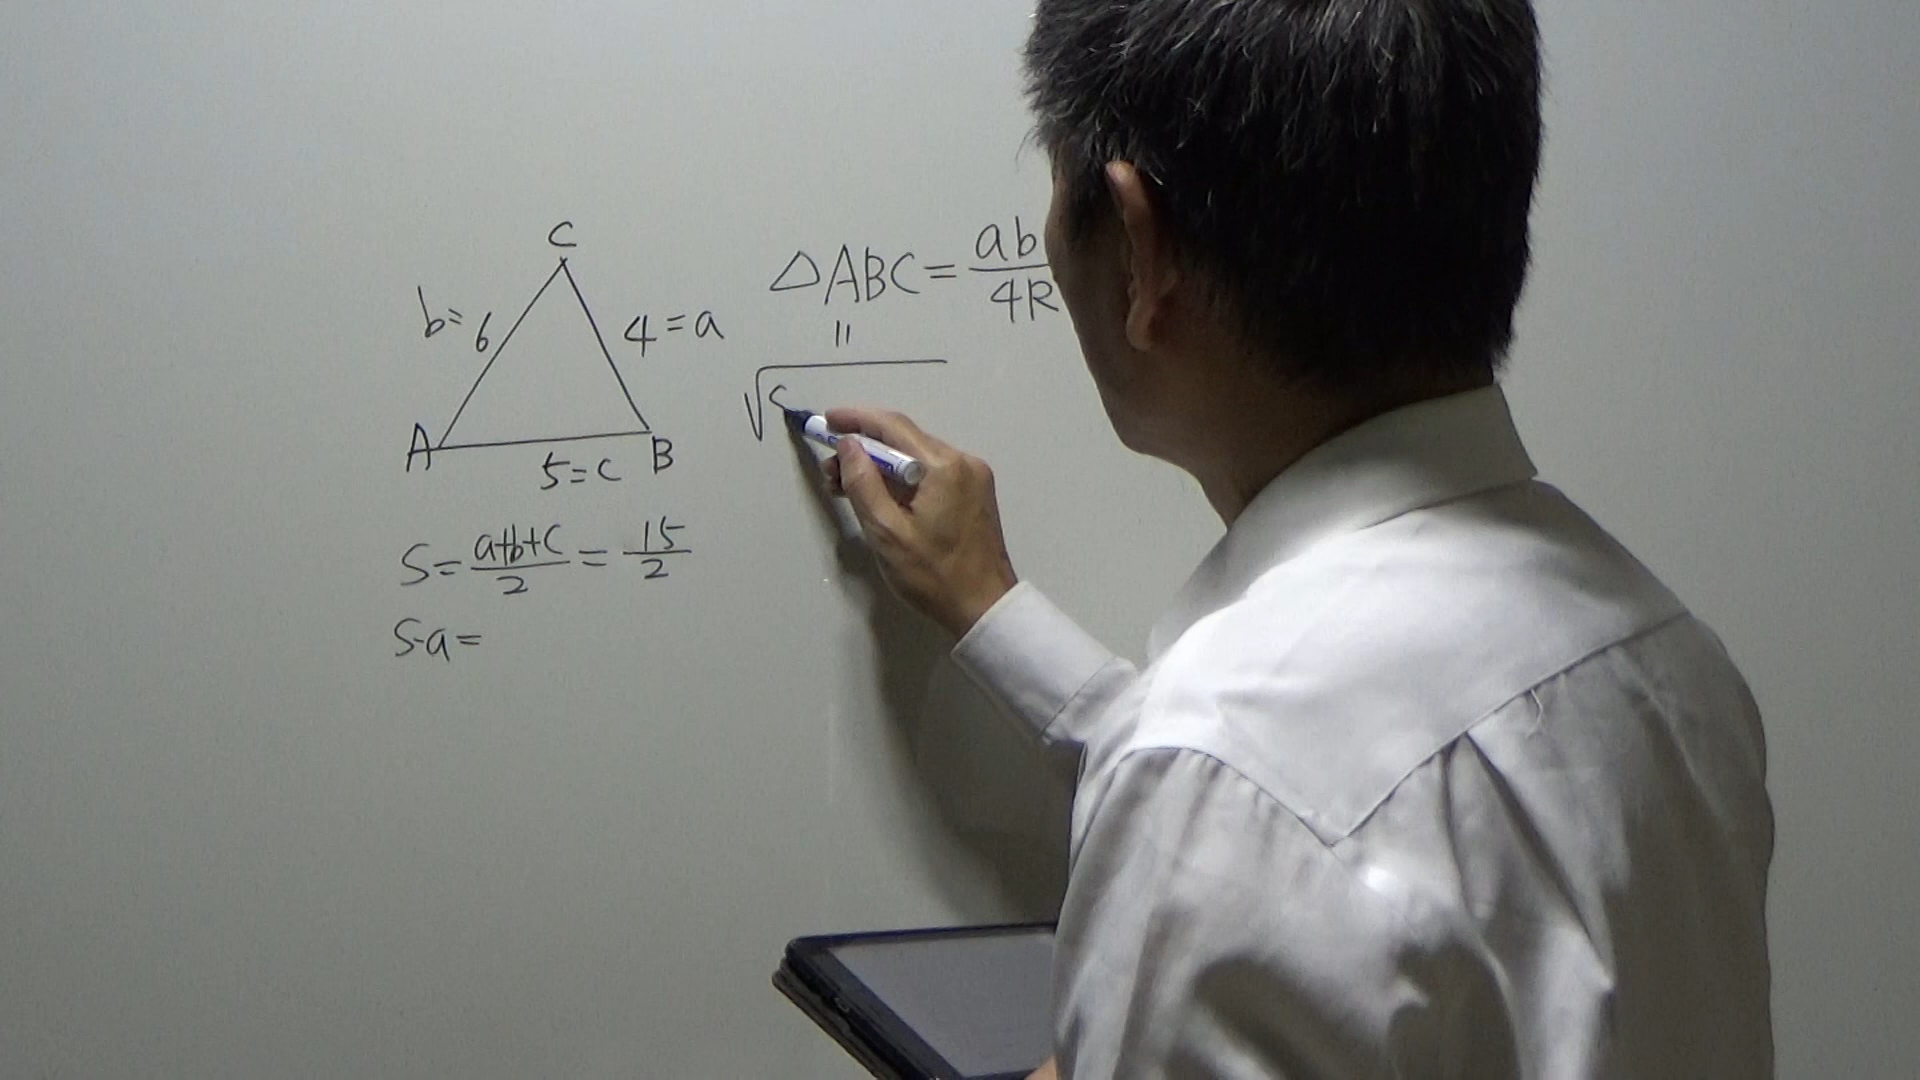 C
b=6
4=a
A
5=c
B
S=a+b+c/2=15/2
S-a=
△ABC=ab/4R
=
√S